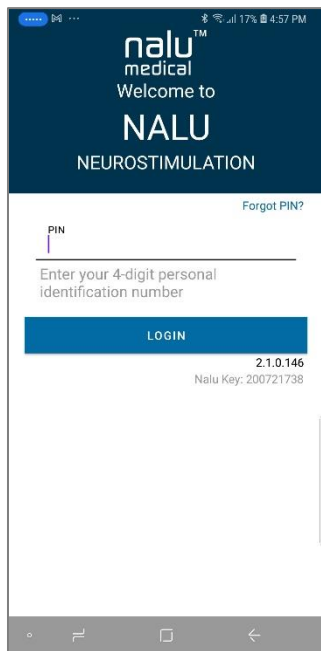 17% 4:57 PM
nalu™
medical
Welcome to
NALU
NEUROSTIMULATION
Forgot PIN?
PIN
Enter your 4-digit personal
identification number
LOGIN
2.1.0.146
Nalu Key: 200721738